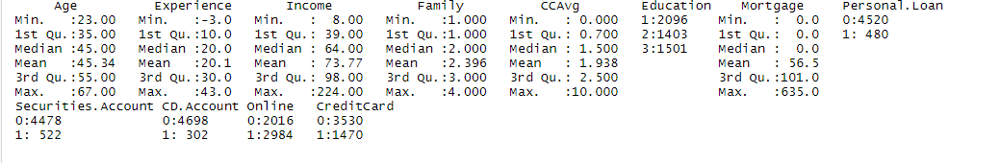 Age Experience Income Family CCAvg Education Mortgage Personal.Loan
Min. :23.00 Min. :-3.0 Min. : 8.00 Min. :1.000 Min. : 0.000 1:2096 Min. : 0.0 0:4520
1st Qu.:35.00 1st Qu.:10.0 1st Qu.: 39.00 1st Qu.:1.000 1st Qu.: 0.700 2:1403 1st Qu.: 0.0 1: 480
Median :45.00 Median :20.0 Median : 64.00 Median :2.000 Median : 1.500 3:1501 Median : 0.0
Mean :45.34 Mean :20.1 Mean : 73.77 Mean :2.396 Mean : 1.938 Mean : 56.5
3rd Qu.:55.00 3rd Qu.:30.0 3rd Qu.: 98.00 3rd Qu.:3.000 3rd Qu.: 2.500 3rd Qu.:101.0
Max. :67.00 Max. :43.0 Max. :224.00 Max. :4.000 Max. :10.000 Max. :635.0
Securities.Account CD.Account Online CreditCard
0:4478 0:4698 0:2016 0:3530
1: 522 1: 302 1:2984 1:1470